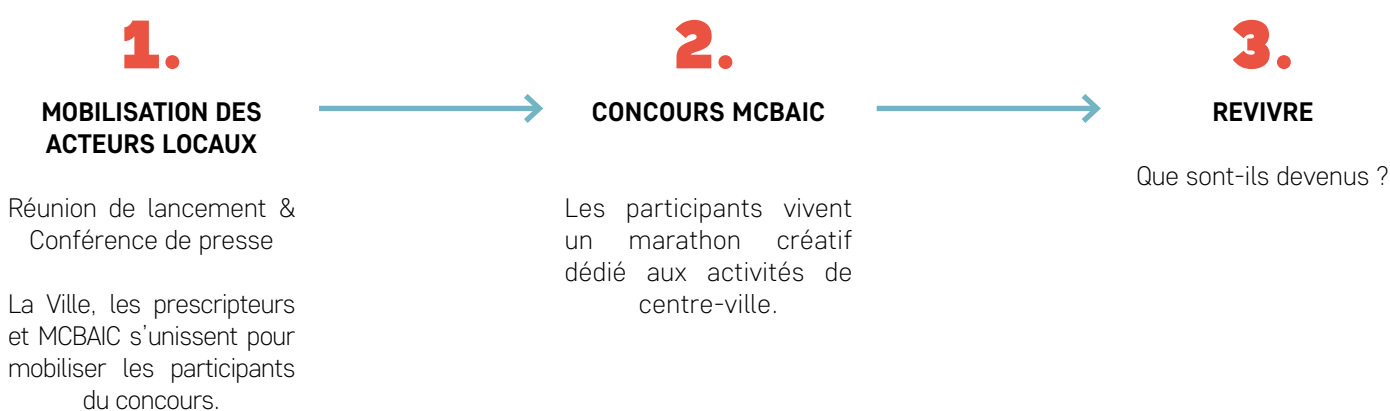 1.
MOBILISATION DES
ACTEURS LOCAUX
Réunion de lancement &
Conférence de presse
La Ville, les prescripteurs
et MCBAIC s'unissent pour
mobiliser les participants
du concours.
2.
CONCOURS MCBAIC
Les participants vivent
un marathon créatif
dédié aux activités de
centre-ville.
3.
REVIVRE
Que sont-ils devenus ?